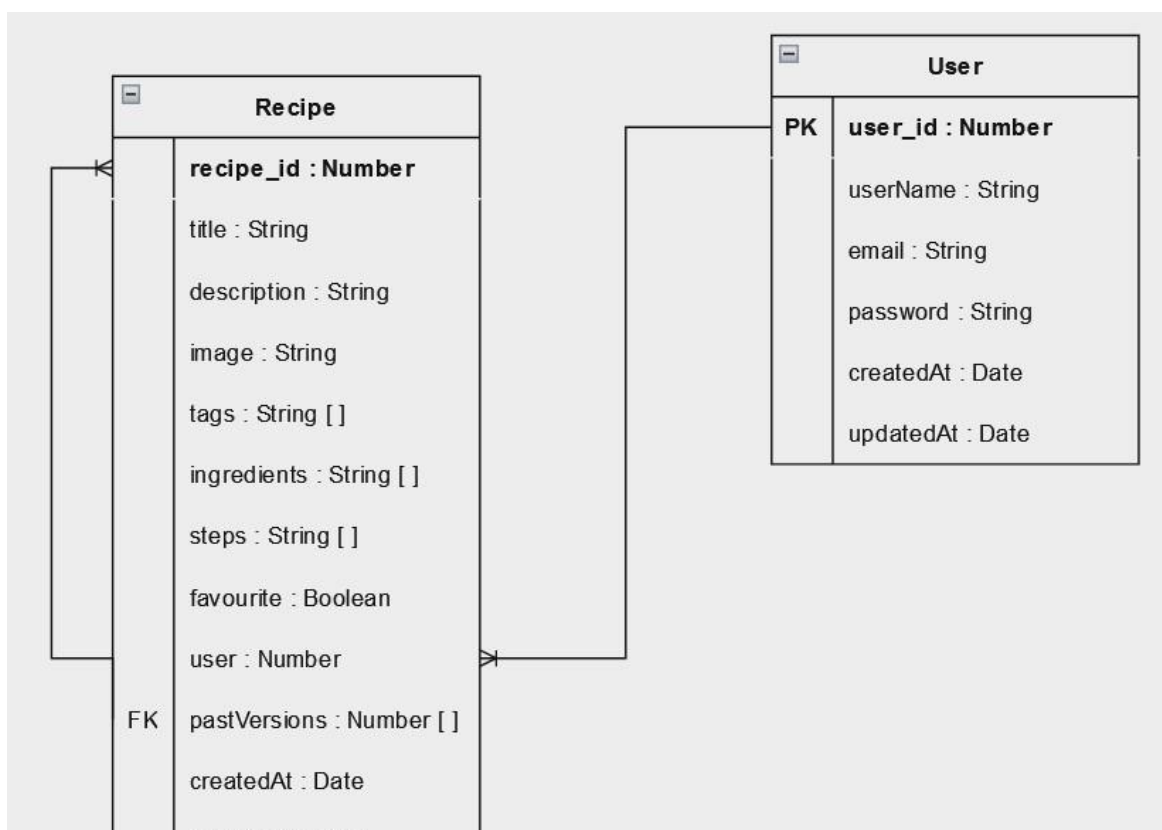 Recipe
recipe_id : Number
title : String
description : String
image : String
tags : String [ ]
ingredients : String [ ]
steps : String [ ]
favourite : Boolean
user : Number
FK pastVersions : Number [ ]
createdAt : Date
User
PK user_id : Number
userName : String
email : String
password : String
createdAt : Date
updatedAt : Date